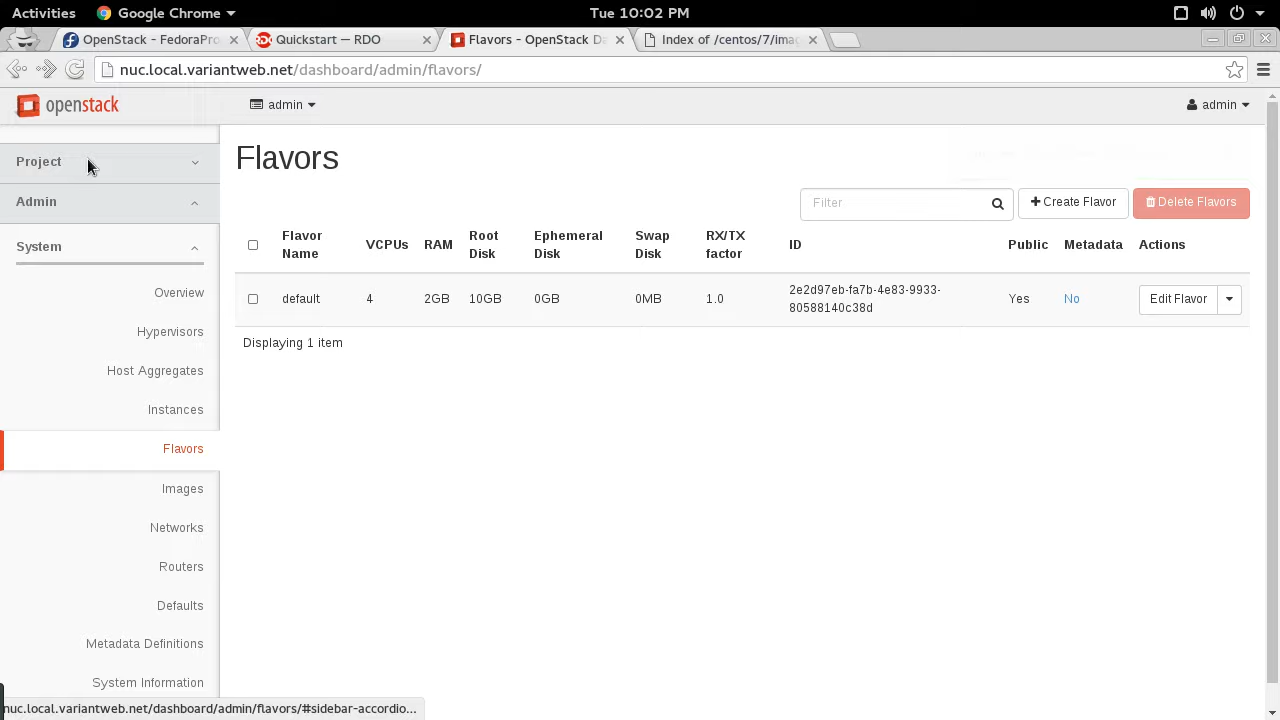 Activities Google Chrome Tue 10:02 PM
OpenStack - FedoraPro
Quickstart — RDO
Flavors - OpenStack Da
Index of /centos/7/imag
nuc.local.variantweb.net/dashboard/admin/flavors/
openstack
admin
admin
Project
Admin
System
Overview
Hypervisors
Host Aggregates
Instances
Flavors
Images
Networks
Routers
Defaults
Metadata Definitions
System Information
Flavors
Filter
Create Flavor
Delete Flavors
Flavor Name VCPUs RAM Root Disk Ephemeral Disk Swap Disk RX/TX factor ID Public Metadata Actions
default 4 2GB 10GB 0GB 0MB 1.0 2e2d97eb-fa7b-4e83-9933-80588140c38d Yes No Edit Flavor
Displaying 1 item
nuc.local.variantweb.net/dashboard/admin/flavors/#sidebar-accordio...